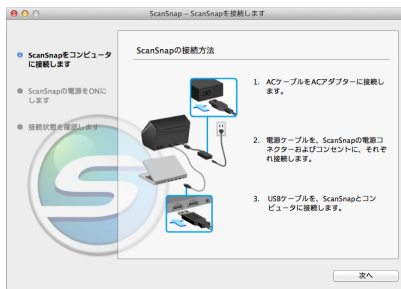 ScanSnap – ScanSnapを接続します
ScanSnapをコンピュータ
に接続します
ScanSnapの電源をONに
します
接続状態を確認します
ScanSnapの接続方法
1. ACケーブルをACアダプターに接続し
ます。
2. 電源ケーブルを、ScanSnapの電源コ
ネクターおよびコンセントに、それぞ
れ接続します。
3. USBケーブルを、ScanSnapとコン
ピュータに接続します。
次へ